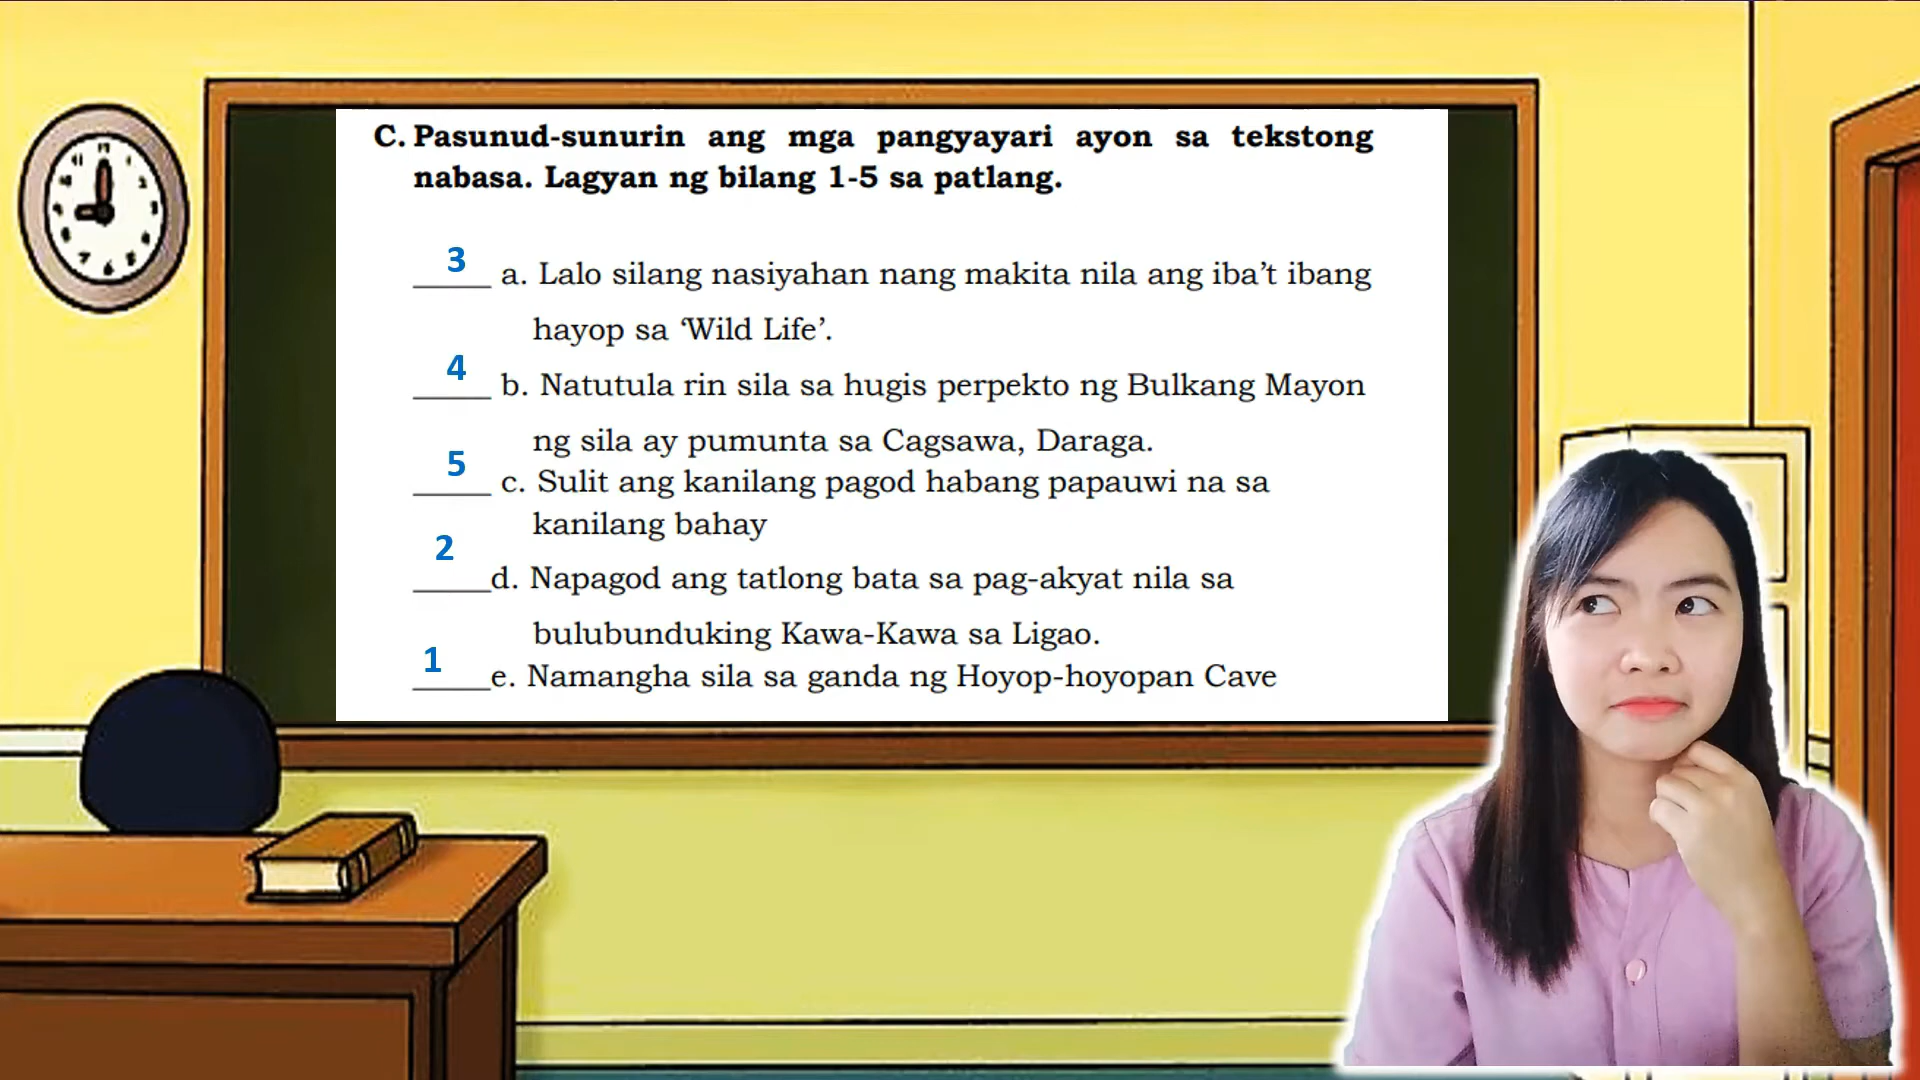 C. Pasunud-sunurin ang mga pangyayari ayon sa tekstong
nabasa. Lagyan ng bilang 1-5 sa patlang.
3 a. Lalo silang nasiyahan nang makita nila ang iba’t ibang
hayop sa ‘Wild Life’.
4 b. Natutula rin sila sa hugis perpekto ng Bulkang Mayon
ng sila ay pumunta sa Cagsawa, Daraga.
5 c. Sulit ang kanilang pagod habang papauwi na sa
kanilang bahay
2 d. Napagod ang tatlong bata sa pag-akyat nila sa
bulubunduking Kawa-Kawa sa Ligao.
1 e. Namangha sila sa ganda ng Hoyop-hoyopan Cave